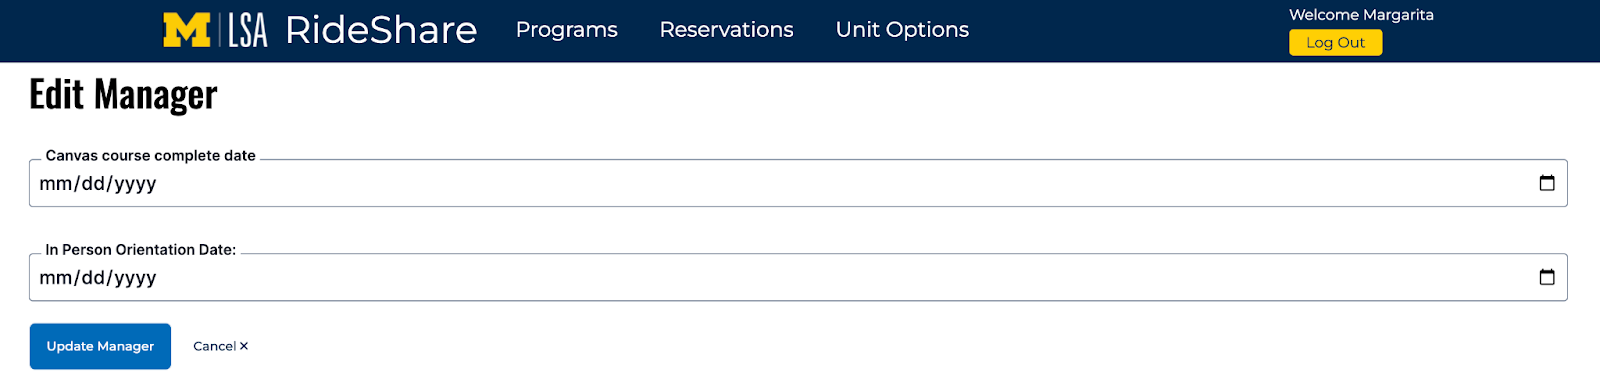 M LSA RideShare Programs Reservations Unit Options Welcome Margarita
Log Out
Edit Manager
Canvas course complete date
mm/dd/yyyy
In Person Orientation Date:
mm/dd/yyyy
Update Manager Cancel ×